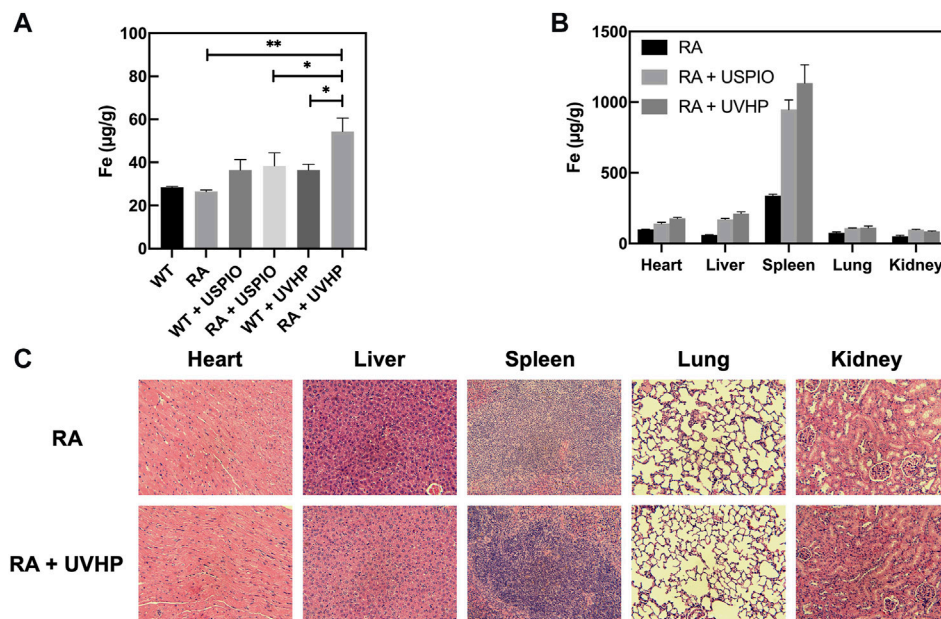 A
Fe (µg/g)
100
80
60
40
20
0
**
*
*
WT
RA
WT + USPIO
RA + USPIO
WT + UVHP
RA + UVHP
B
Fe (µg/g)
1500
1000
500
0
RA
RA + USPIO
RA + UVHP
Heart Liver Spleen Lung Kidney
C
Heart Liver Spleen Lung Kidney
RA
RA + UVHP